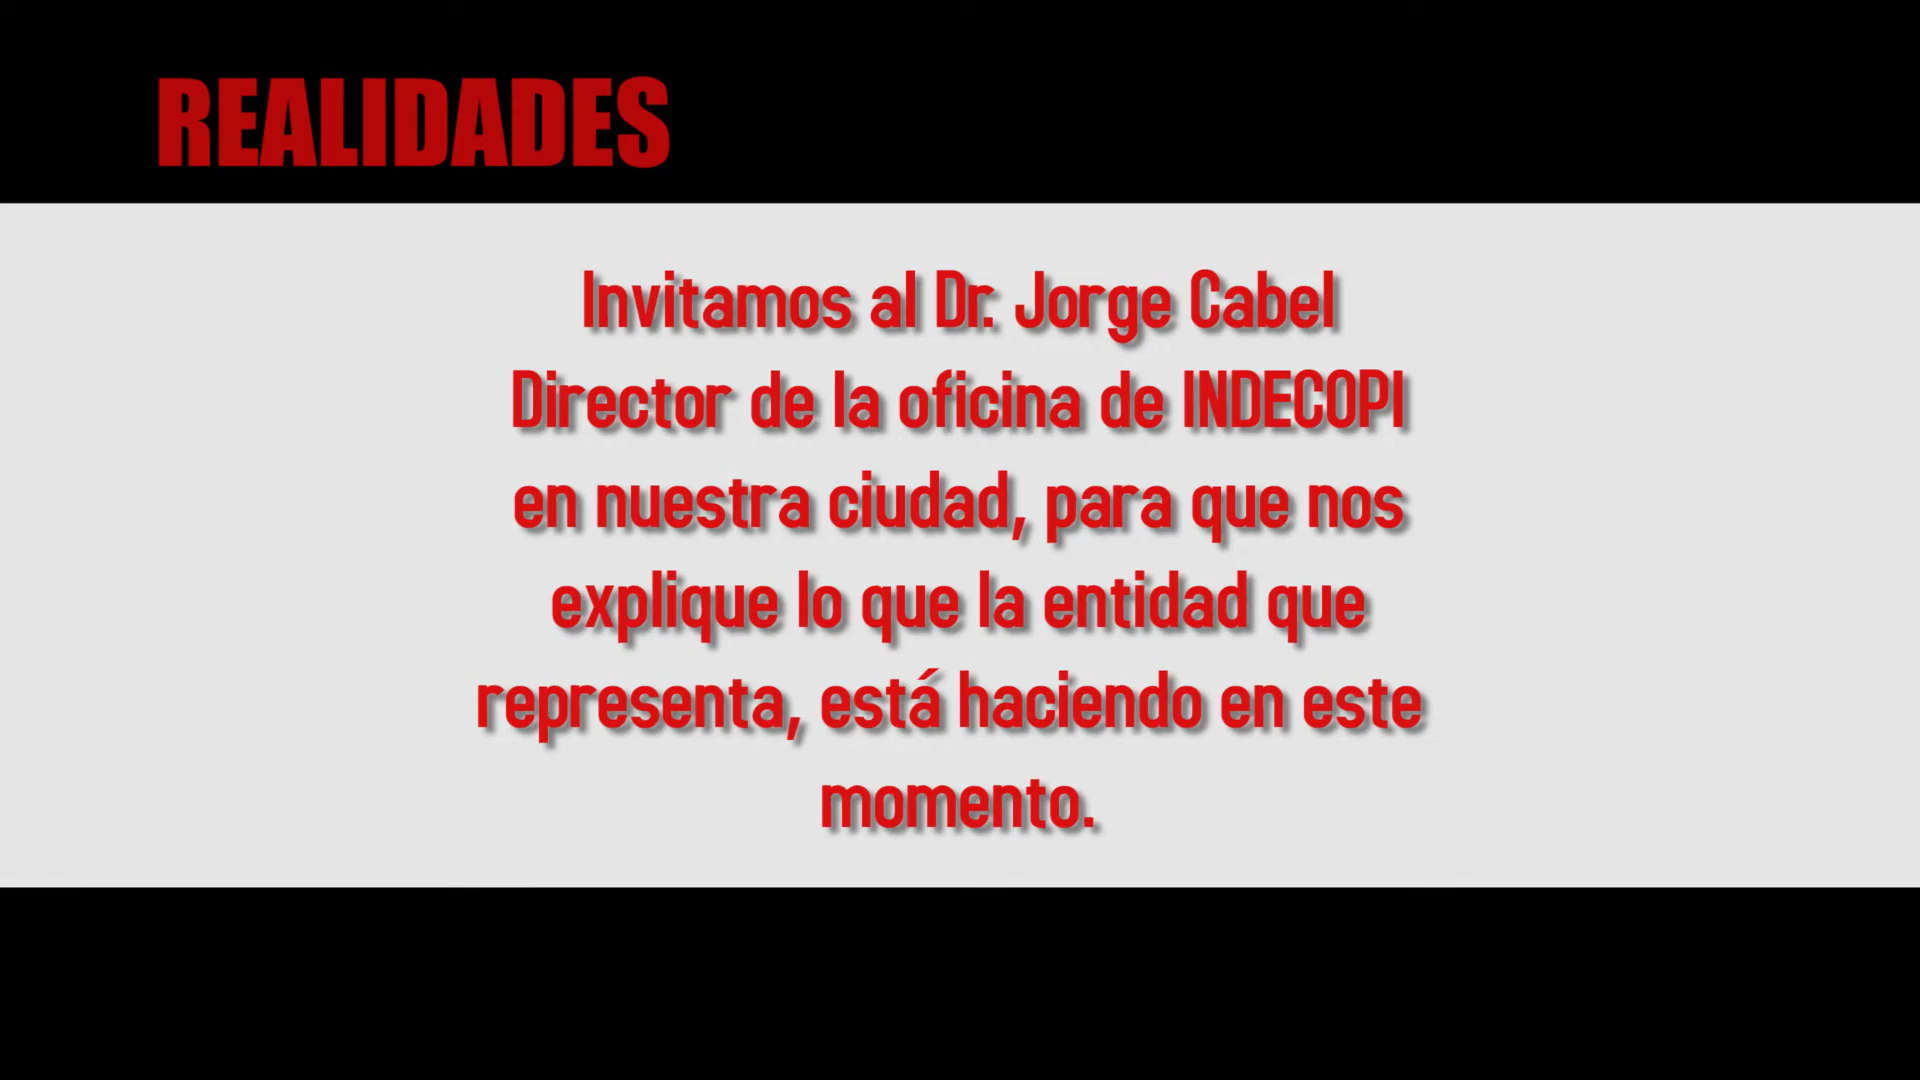 REALIDADES
Invitamos al Dr. Jorge Cabel
Director de la oficina de INDECOPI
en nuestra ciudad, para que nos
explique lo que la entidad que
representa, está haciendo en este
momento.